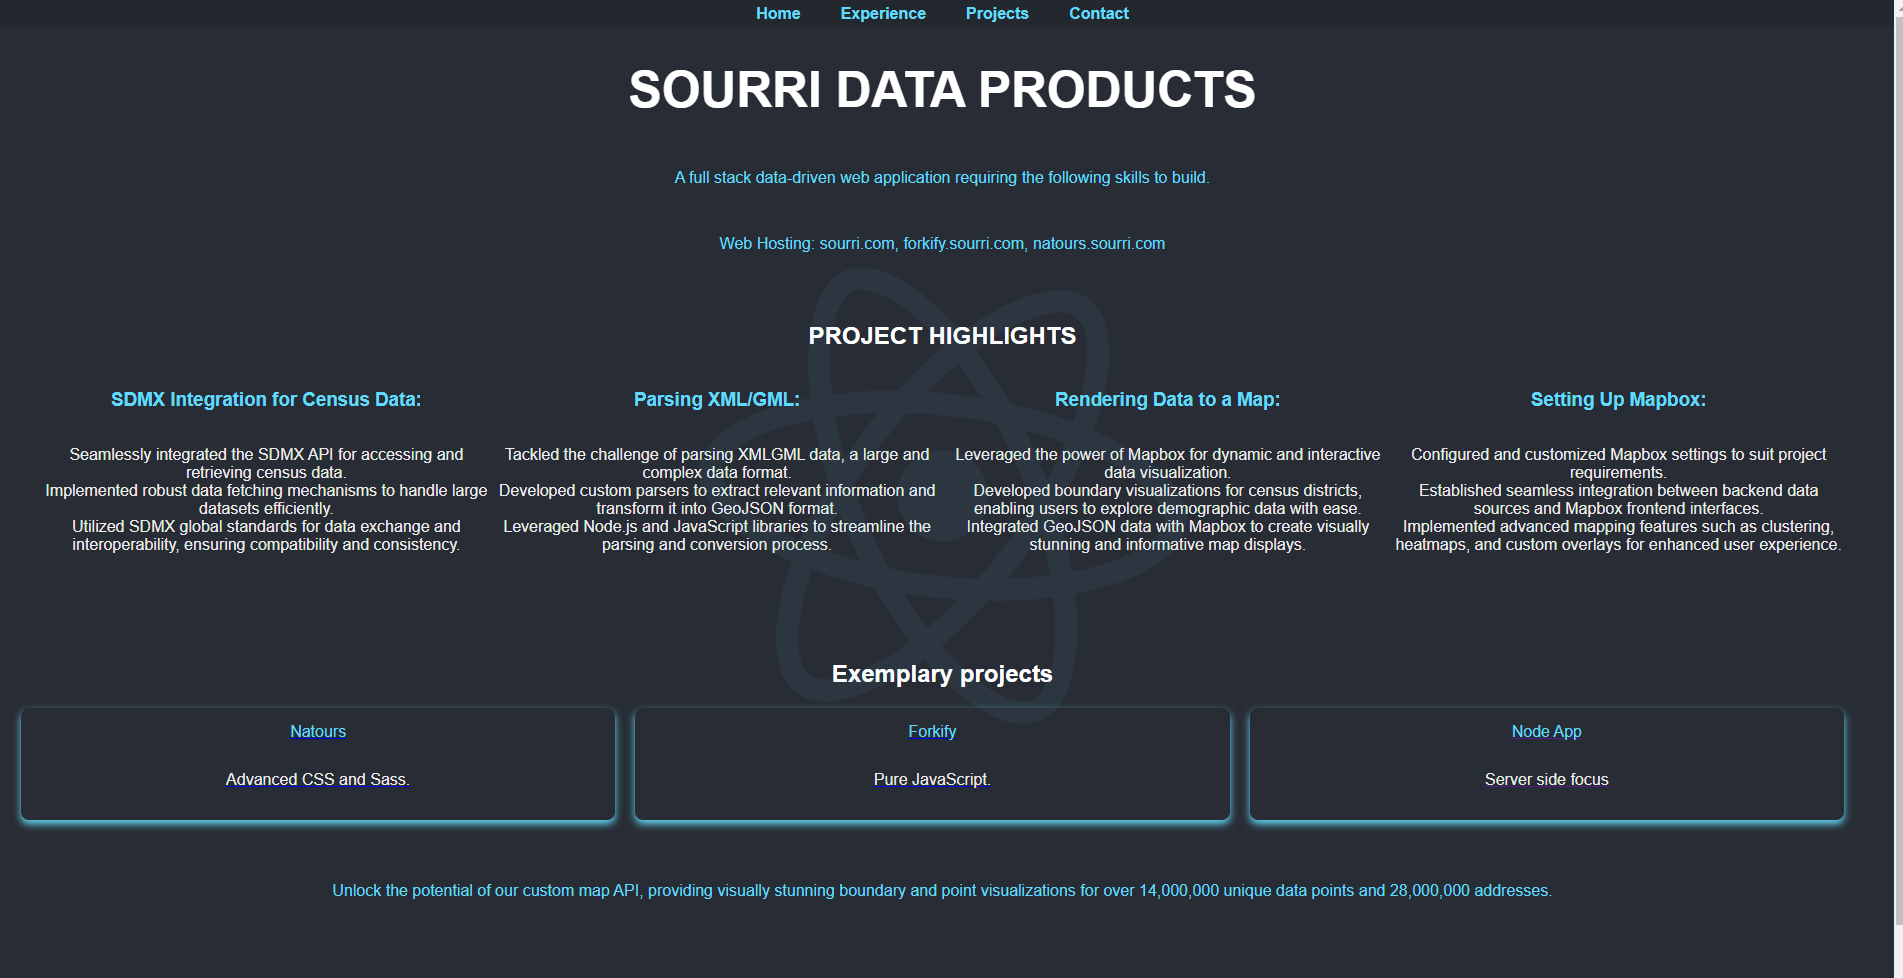 Home Experience Projects Contact
SOURRI DATA PRODUCTS
A full stack data-driven web application requiring the following skills to build.
Web Hosting: sourri.com, forkify.sourri.com, natours.sourri.com
PROJECT HIGHLIGHTS
SDMX Integration for Census Data:
Seamlessly integrated the SDMX API for accessing and
retrieving census data.
Implemented robust data fetching mechanisms to handle large
datasets efficiently.
Utilized SDMX global standards for data exchange and
interoperability, ensuring compatibility and consistency.
Parsing XML/GML:
Tackled the challenge of parsing XMLGML data, a large and
complex data format.
Developed custom parsers to extract relevant information and
transform it into GeoJSON format.
Leveraged Node.js and JavaScript libraries to streamline the
parsing and conversion process.
Rendering Data to a Map:
Leveraged the power of Mapbox for dynamic and interactive
data visualization.
Developed boundary visualizations for census districts,
enabling users to explore demographic data with ease.
Integrated GeoJSON data with Mapbox to create visually
stunning and informative map displays.
Setting Up Mapbox:
Configured and customized Mapbox settings to suit project
requirements.
Established seamless integration between backend data
sources and Mapbox frontend interfaces.
Implemented advanced mapping features such as clustering,
heatmaps, and custom overlays for enhanced user experience.
Exemplary projects
Natours
Advanced CSS and Sass.
Forkify
Pure JavaScript.
Node App
Server side focus
Unlock the potential of our custom map API, providing visually stunning boundary and point visualizations for over 14,000,000 unique data points and 28,000,000 addresses.